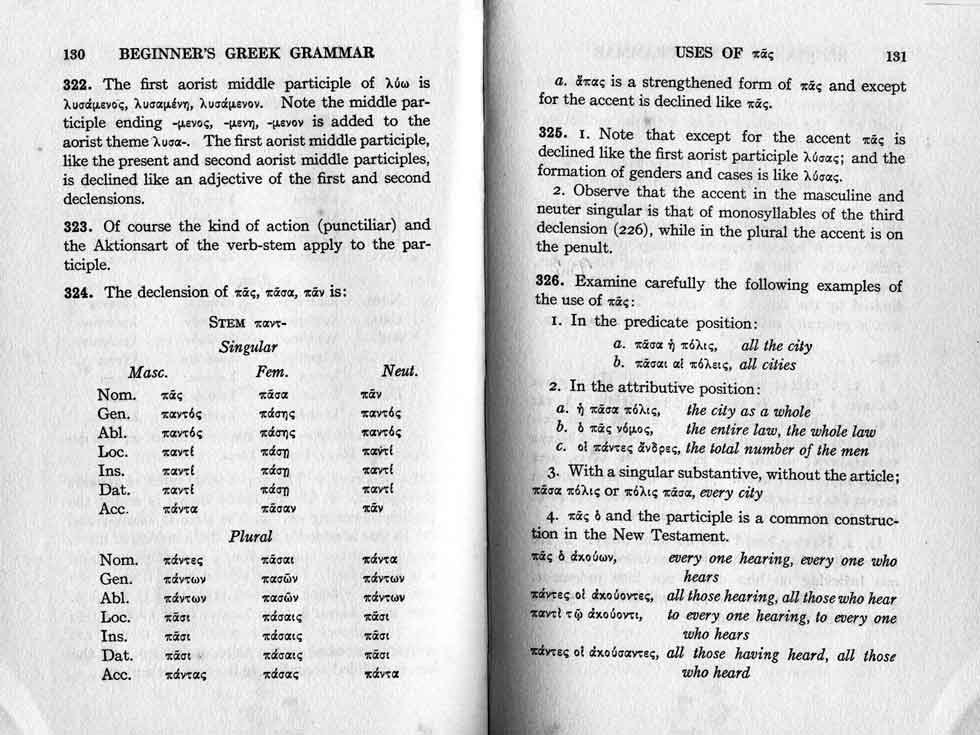 130 BEGINNER'S GREEK GRAMMAR
322. The first aorist middle participle of λύω is
λυσάμενος, λυσαμένη, λυσάμενον. Note the middle par-
ticiple ending -μενος, -μενη, -μενον is added to the
aorist theme λυσα-. The first aorist middle participle,
like the present and second aorist middle participles,
is declined like an adjective of the first and second
declensions.
323. Of course the kind of action (punctiliar) and
the Aktionsart of the verb-stem apply to the par-
ticiple.
324. The declension of πᾶς, πᾶσα, πᾶν is:
STEM παντ-
Singular
Masc. Fem. Neut.
Nom. πᾶς πᾶσα πᾶν
Gen. παντός πάσης παντός
Abl. παντός πάσης παντός
Loc. παντί πάσῃ παντί
Ins. παντί πάσῃ παντί
Dat. παντί πάσῃ παντί
Acc. πάντα πᾶσαν πᾶν
Plural
Nom. πάντες πᾶσαι πάντα
Gen. πάντων πασῶν πάντων
Abl. πάντων πασῶν πάντων
Loc. πᾶσι πάσαις πᾶσι
Ins. πᾶσι πάσαις πᾶσι
Dat. πᾶσι πάσαις πᾶσι
Acc. πάντας πάσας πάντα
USES OF πᾶς 131
a. ἅπας is a strengthened form of πᾶς and except
for the accent is declined like πᾶς.
325. 1. Note that except for the accent πᾶς is
declined like the first aorist participle λύσας; and the
formation of genders and cases is like λύσας.
2. Observe that the accent in the masculine and
neuter singular is that of monosyllables of the third
declension (226), while in the plural the accent is on
the penult.
326. Examine carefully the following examples of
the use of πᾶς:
1. In the predicate position:
a. πᾶσα ἡ πόλις, all the city
b. πᾶσαι αἱ πόλεις, all cities
2. In the attributive position:
a. ἡ πᾶσα πόλις, the city as a whole
b. ὁ πᾶς νόμος, the entire law, the whole law
c. οἱ πάντες ἄνδρες, the total number of the men
3. With a singular substantive, without the article;
πᾶσα πόλις or πόλις πᾶσα, every city
4. πᾶς ὁ and the participle is a common construc-
tion in the New Testament.
πᾶς ὁ ἀκούων, every one hearing, every one who
hears
πάντες οἱ ἀκούοντες, all those hearing, all those who hear
παντὶ τῷ ἀκούοντι, to every one hearing, to every one
who hears
πάντες οἱ ἀκούσαντες, all those having heard, all those
who heard